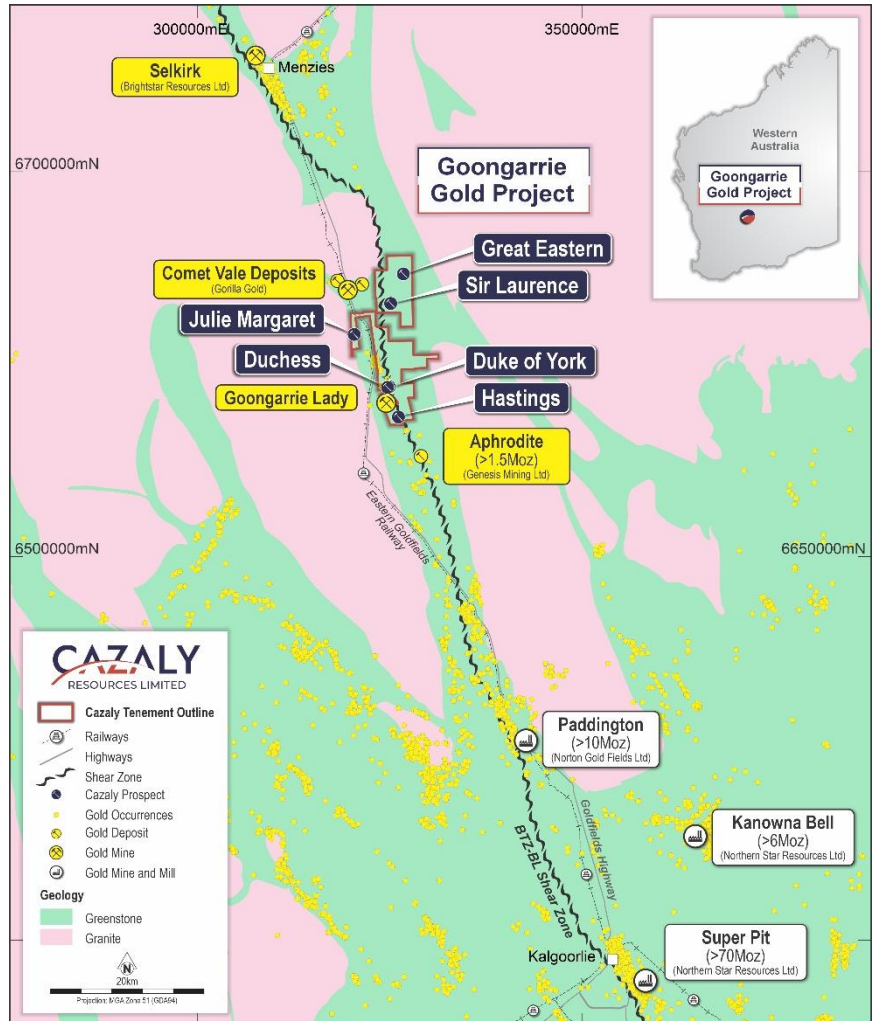 300000mE
350000mE
Selkirk
(Brightstar Resources Ltd)
Menzies
6700000mN
Goongarrie
Gold Project
Western
Australia
Goongarrie
Gold Project
Great Eastern
Comet Vale Deposits
(Gorilla Gold)
Sir Laurence
Julie Margaret
Duchess
Duke of York
Goongarrie Lady
Hastings
Aphrodite
(>1.5Moz)
(Genesis Mining Ltd)
Eastern Goldfields
Railway
6500000mN
6650000mN
CAZALY
RESOURCES LIMITED
Cazaly Tenement Outline
Railways
Highways
Shear Zone
Cazaly Prospect
Gold Occurrences
Gold Deposit
Gold Mine
Gold Mine and Mill
Geology
Greenstone
Granite
N
20km
Projection: MGA Zone 51 (GDA94)
Paddington
(>10Moz)
(Norton Gold Fields Ltd)
Goldfields Highway
Kanowna Bell
(>6Moz)
(Northern Star Resources Ltd)
BTZ-BL Shear Zone
Kalgoorlie
Super Pit
(>70Moz)
(Northern Star Resources Ltd)